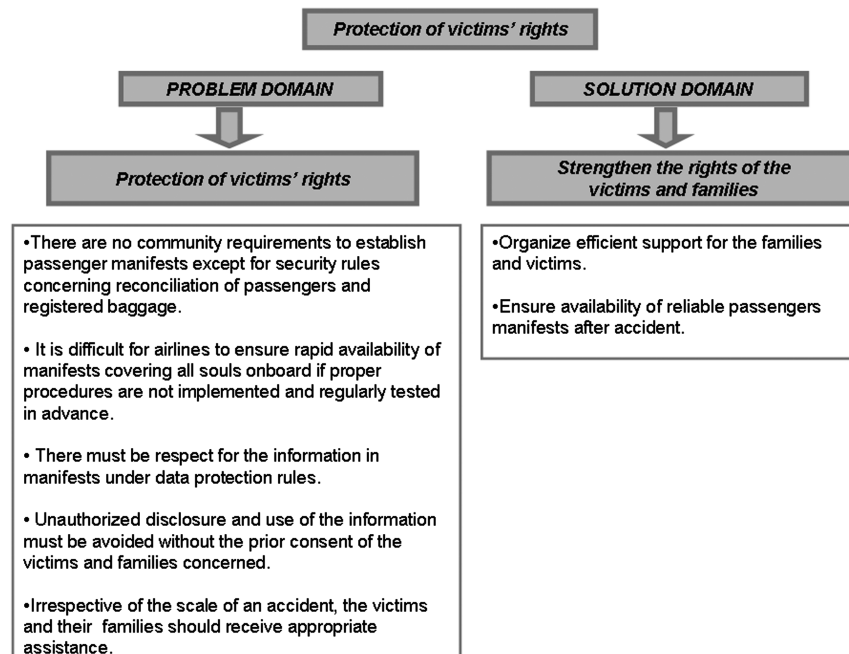 Protection of victims' rights
PROBLEM DOMAIN
SOLUTION DOMAIN
Protection of victims' rights
Strengthen the rights of the
victims and families
•There are no community requirements to establish
passenger manifests except for security rules
concerning reconciliation of passengers and
registered baggage.
• It is difficult for airlines to ensure rapid availability of
manifests covering all souls onboard if proper
procedures are not implemented and regularly tested
in advance.
• There must be respect for the information in
manifests under data protection rules.
• Unauthorized disclosure and use of the information
must be avoided without the prior consent of the
victims and families concerned.
•Irrespective of the scale of an accident, the victims
and their families should receive appropriate
assistance.
•Organize efficient support for the families
and victims.
•Ensure availability of reliable passengers
manifests after accident.